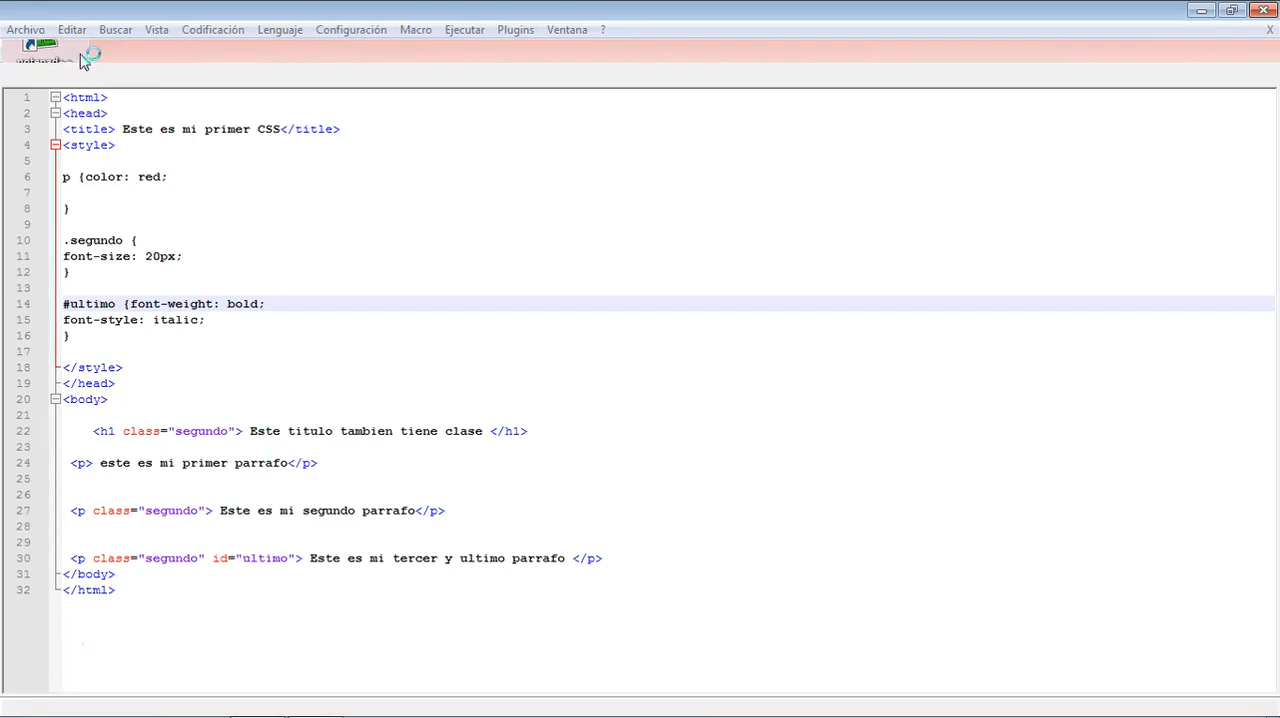 Archivo Editar Buscar Vista Codificación Lenguaje Configuración Macro Ejecutar Plugins Ventana ? X
1 <html>
2 <head>
3 <title> Este es mi primer CSS</title>
4 <style>
5
6 p {color: red;
7
8 }
9
10 .segundo {
11 font-size: 20px;
12 }
13
14 #ultimo {font-weight: bold;
15 font-style: italic;
16 }
17
18 </style>
19 </head>
20 <body>
21
22 <h1 class="segundo"> Este titulo tambien tiene clase </h1>
23
24 <p> este es mi primer parrafo</p>
25
26
27 <p class="segundo"> Este es mi segundo parrafo</p>
28
29
30 <p class="segundo" id="ultimo"> Este es mi tercer y ultimo parrafo </p>
31 </body>
32 </html>